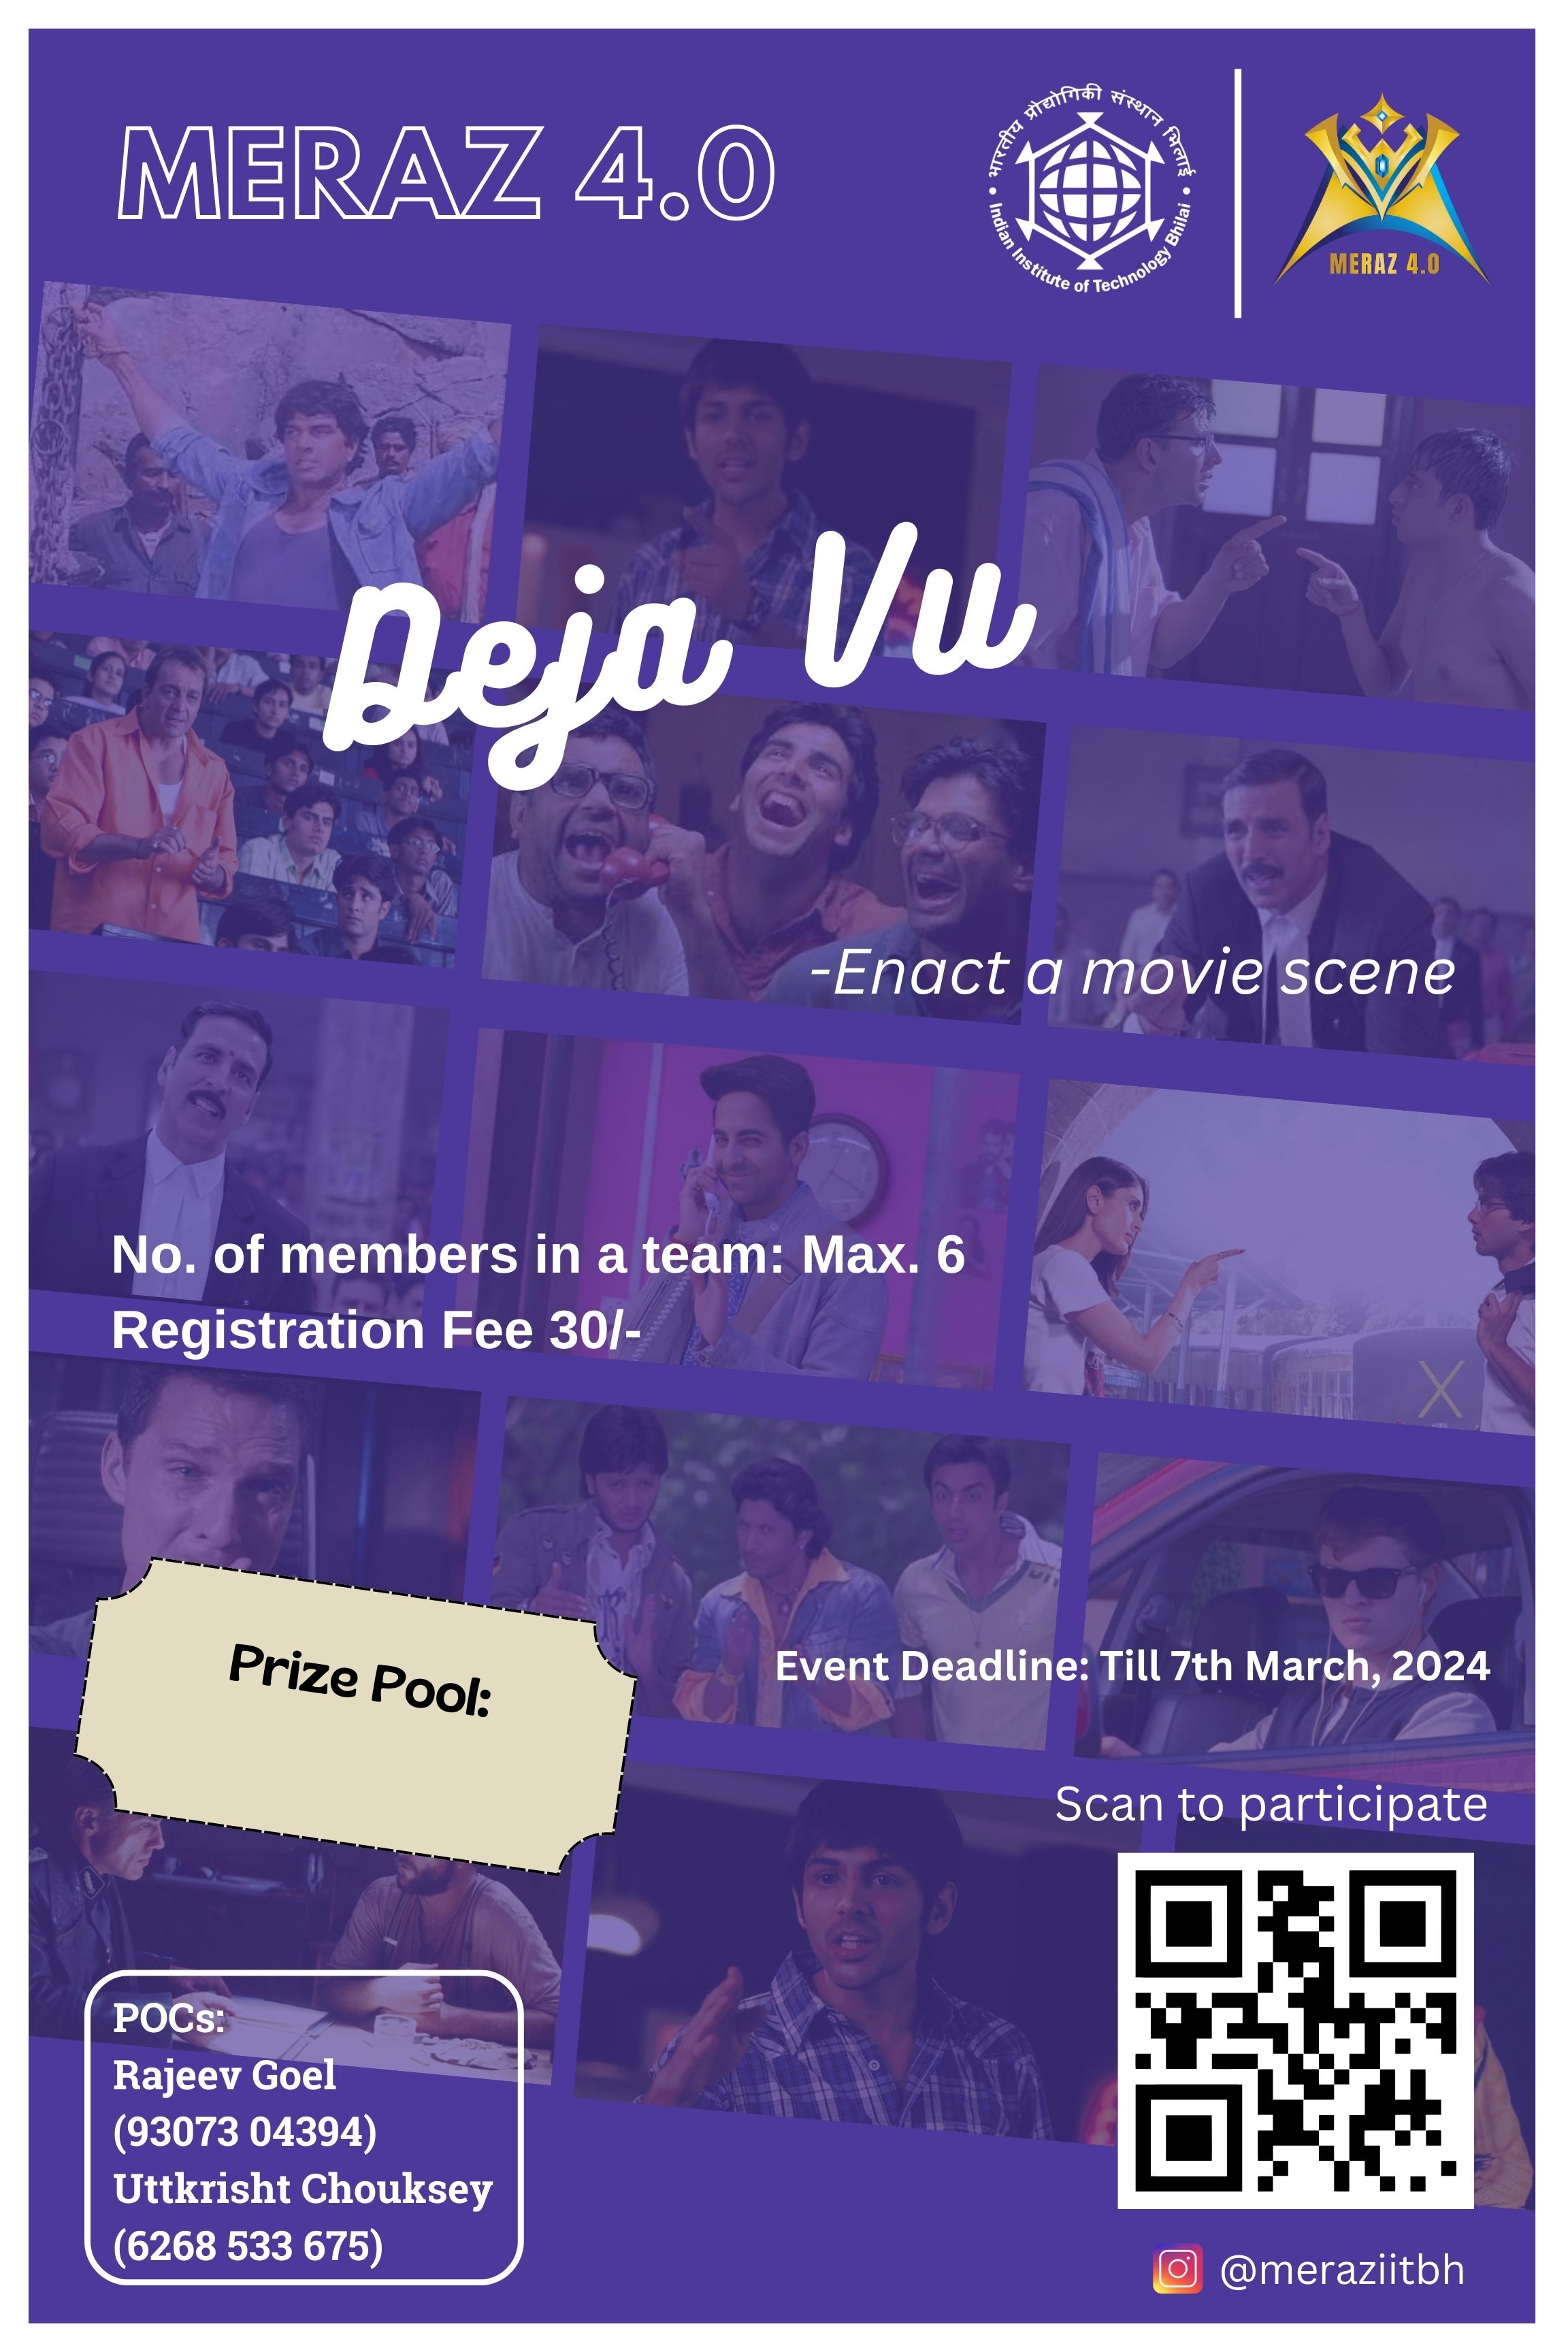 MERAZ 4.0
भारतीय प्रौद्योगिकी संस्थान भिलाई
Indian Institute of Technology Bhilai
MERAZ 4.0
Deja Vu
-Enact a movie scene
No. of members in a team: Max. 6
Registration Fee 30/-
X
Prize Pool:
Event Deadline: Till 7th March, 2024
Scan to participate
POCs:
Rajeev Goel
(93073 04394)
Uttkrisht Chouksey
(6268 533 675)
@meraziitbh